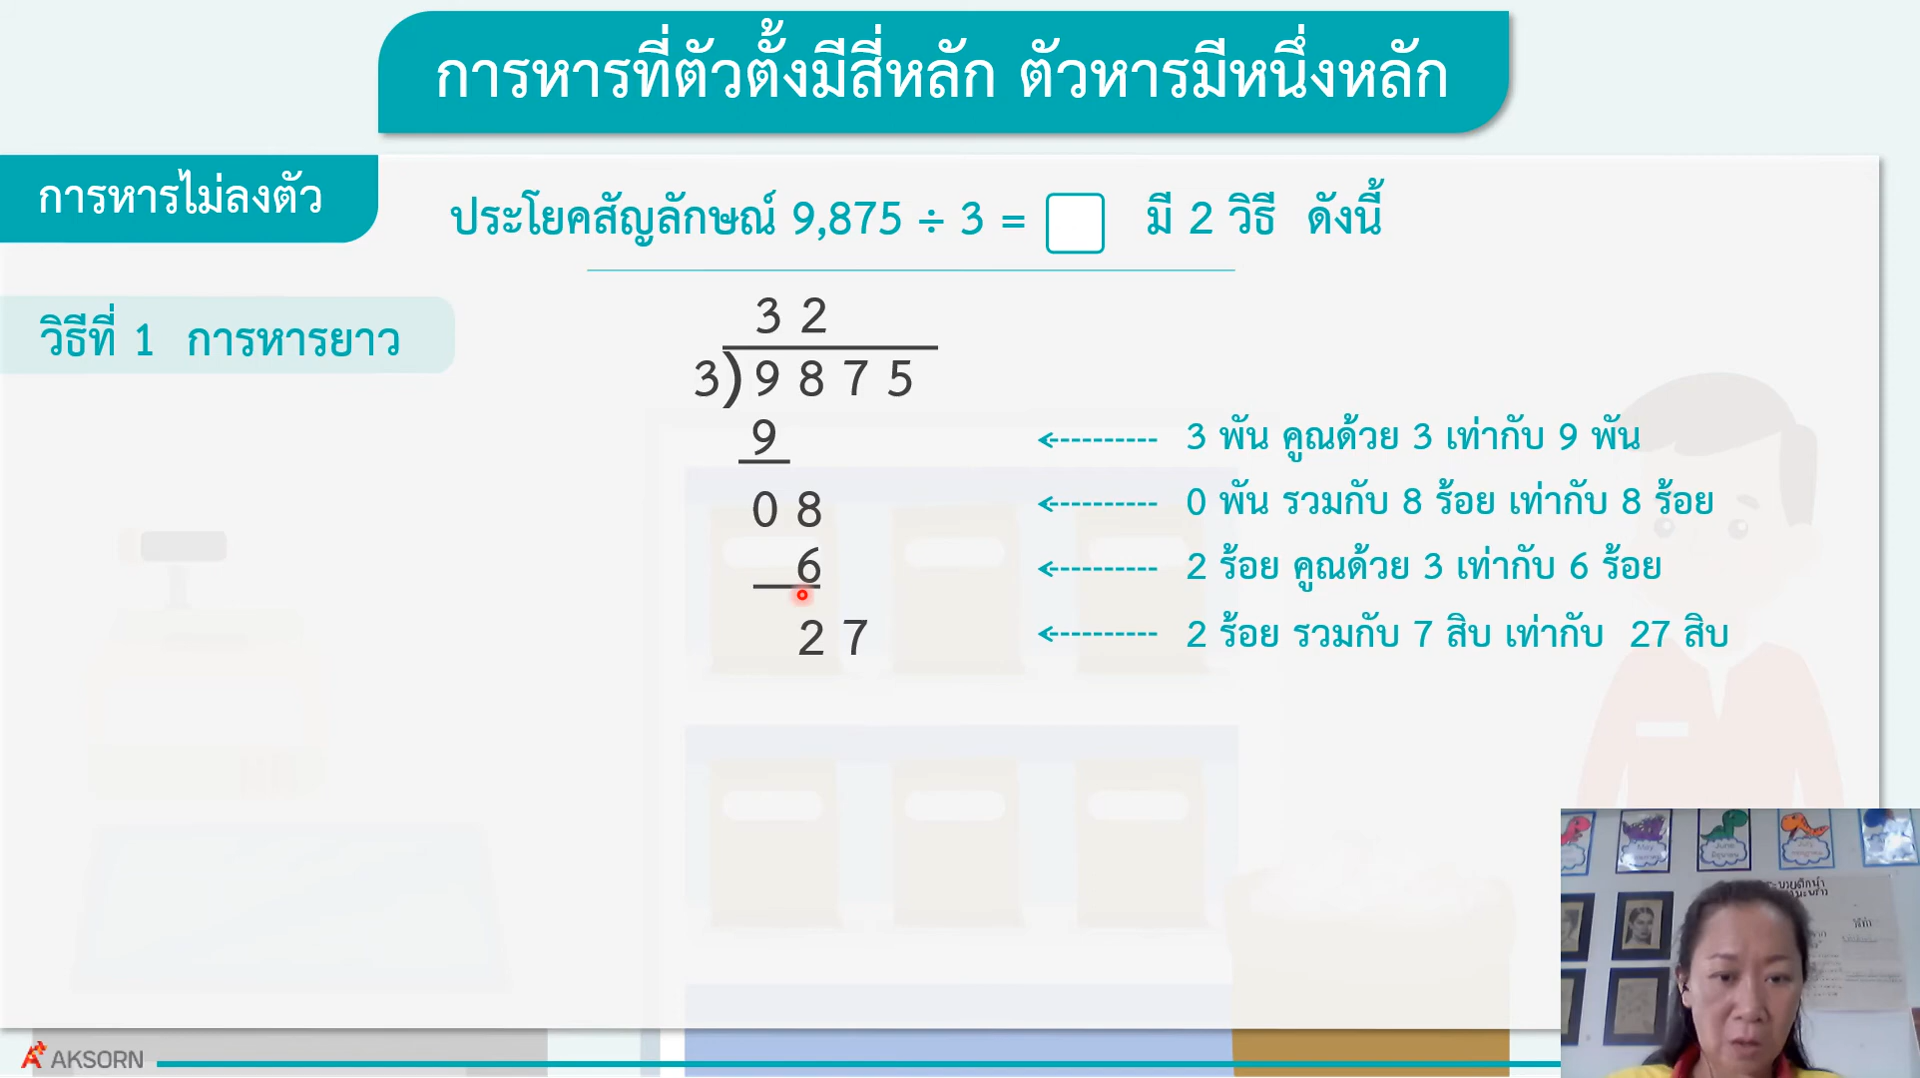 การหารที่ตัวตั้งมีสี่หลัก ตัวหารมีหนึ่งหลัก
การหารไม่ลงตัว
ประโยคสัญลักษณ์ 9,875 ÷ 3 = มี 2 วิธี ดังนี้
วิธีที่ 1 การหารยาว
3 2
3) 9 8 7 5
9
3 พัน คูณด้วย 3 เท่ากับ 9 พัน
0 8
0 พัน รวมกับ 8 ร้อย เท่ากับ 8 ร้อย
6
2 ร้อย คูณด้วย 3 เท่ากับ 6 ร้อย
2 7
2 ร้อย รวมกับ 7 สิบ เท่ากับ 27 สิบ
May
June
July
AKSORN